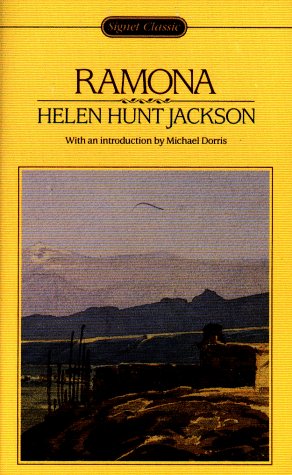 Signet Classic
RAMONA
HELEN HUNT JACKSON
With an introduction by Michael Dorris